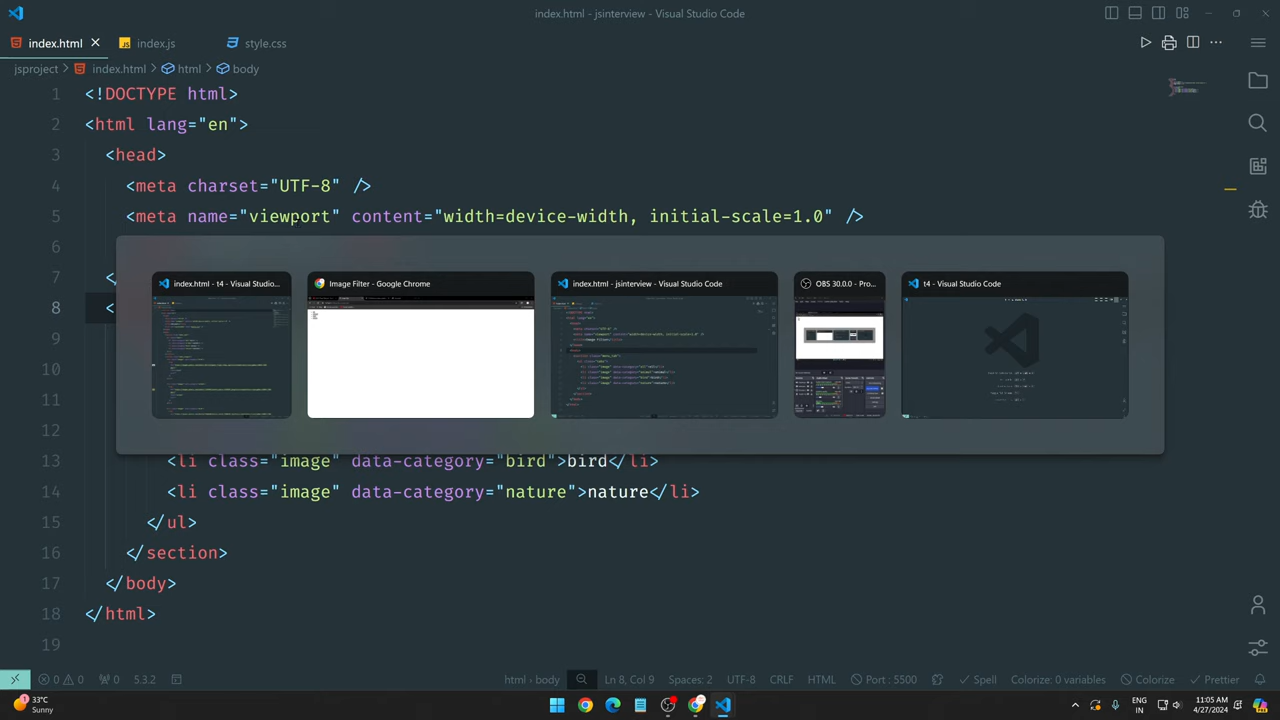 index.html - jsinterview - Visual Studio Code
index.html
index.js
style.css
jsproject > index.html > html > body
1 <!DOCTYPE html>
2 <html lang="en">
3 <head>
4 <meta charset="UTF-8" />
5 <meta name="viewport" content="width=device-width, initial-scale=1.0" />
6
7 <
8 <
index.html - t4 - Visual Studio...
Image Filter - Google Chrome
index.html - jsinterview - Visual Studio Code
OBS 30.0.0 - Pro...
t4 - Visual Studio Code
9
10
11
12
13 <li class="image" data-category="bird">bird</li>
14 <li class="image" data-category="nature">nature</li>
15 </ul>
16 </section>
17 </body>
18 </html>
19
0 0 0 5.3.2
html › body
Ln 8, Col 9
Spaces: 2
UTF-8
CRLF
HTML
Port : 5500
Spell
Colorize: 0 variables
Colorize
Prettier
33°C
Sunny
ENG
IN
11:05 AM
4/27/2024